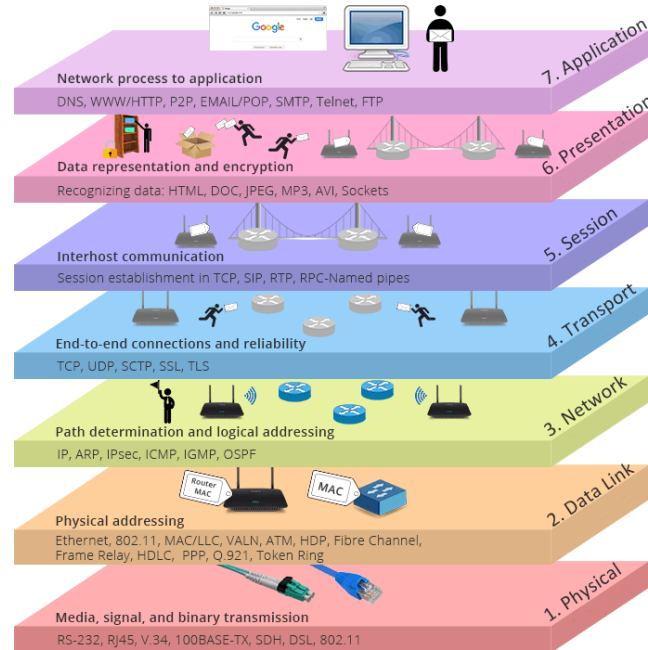 Google
7. Application
Network process to application
DNS, WWW/HTTP, P2P, EMAIL/POP, SMTP, Telnet, FTP
6. Presentation
Data representation and encryption
Recognizing data: HTML, DOC, JPEG, MP3, AVI, Sockets
5. Session
Interhost communication
Session establishment in TCP, SIP, RTP, RPC-Named pipes
4. Transport
End-to-end connections and reliability
TCP, UDP, SCTP, SSL, TLS
3. Network
Path determination and logical addressing
IP, ARP, IPsec, ICMP, IGMP, OSPF
Router
MAC
MAC
2. Data Link
Physical addressing
Ethernet, 802.11, MAC/LLC, VALN, ATM, HDP, Fibre Channel,
Frame Relay, HDLC, PPP, Q.921, Token Ring
1. Physical
Media, signal, and binary transmission
RS-232, RJ45, V.34, 100BASE-TX, SDH, DSL, 802.11